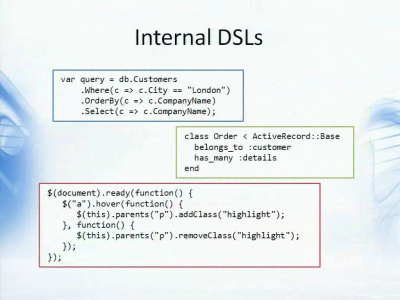 Internal DSLs
var query = db.Customers
.Where(c => c.City == "London")
.OrderBy(c => c.CompanyName)
.Select(c => c.CompanyName);
class Order < ActiveRecord::Base
belongs_to :customer
has_many :details
end
$(document).ready(function() {
$("a").hover(function() {
$(this).parents("p").addClass("highlight");
}, function() {
$(this).parents("p").removeClass("highlight");
});
});